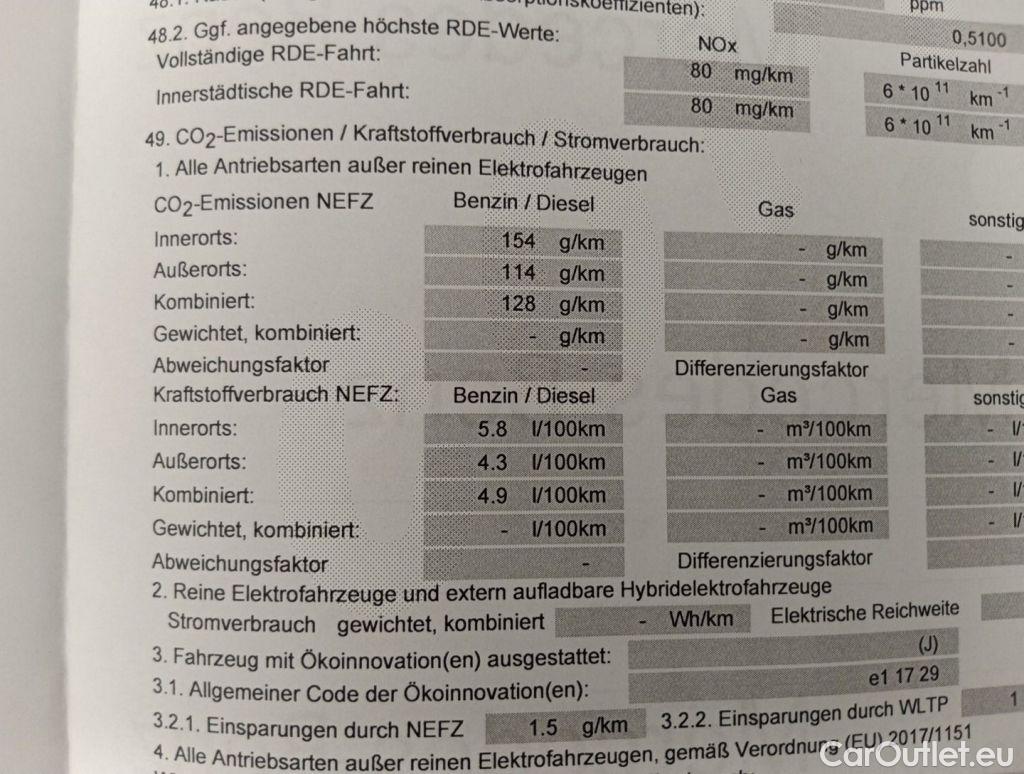 ppm
48.2. Ggf. angegebene höchste RDE-Werte: 0,5100
Vollständige RDE-Fahrt: NOx Partikelzahl
80 mg/km 6 * 10 11 km -1
Innerstädtische RDE-Fahrt: 80 mg/km 6 * 10 11 km -1
49. CO2-Emissionen / Kraftstoffverbrauch / Stromverbrauch:
1. Alle Antriebsarten außer reinen Elektrofahrzeugen
CO2-Emissionen NEFZ Benzin / Diesel Gas sonstig
Innerorts: 154 g/km - g/km -
Außerorts: 114 g/km - g/km -
Kombiniert: 128 g/km - g/km -
Gewichtet, kombiniert: - g/km - g/km -
Abweichungsfaktor - Differenzierungsfaktor
Kraftstoffverbrauch NEFZ: Benzin / Diesel Gas sonstig
Innerorts: 5.8 l/100km - m³/100km - l/
Außerorts: 4.3 l/100km - m³/100km - l/
Kombiniert: 4.9 l/100km - m³/100km - l/
Gewichtet, kombiniert: - l/100km - m³/100km - l/
Abweichungsfaktor - Differenzierungsfaktor
2. Reine Elektrofahrzeuge und extern aufladbare Hybridelektrofahrzeuge
Stromverbrauch gewichtet, kombiniert - Wh/km Elektrische Reichweite
3. Fahrzeug mit Ökoinnovation(en) ausgestattet: (J)
3.1. Allgemeiner Code der Ökoinnovation(en): e1 17 29
3.2.1. Einsparungen durch NEFZ 1.5 g/km 3.2.2. Einsparungen durch WLTP 1
4. Alle Antriebsarten außer reinen Elektrofahrzeugen, gemäß Verordnung (EU) 2017/1151
CarOutlet.eu